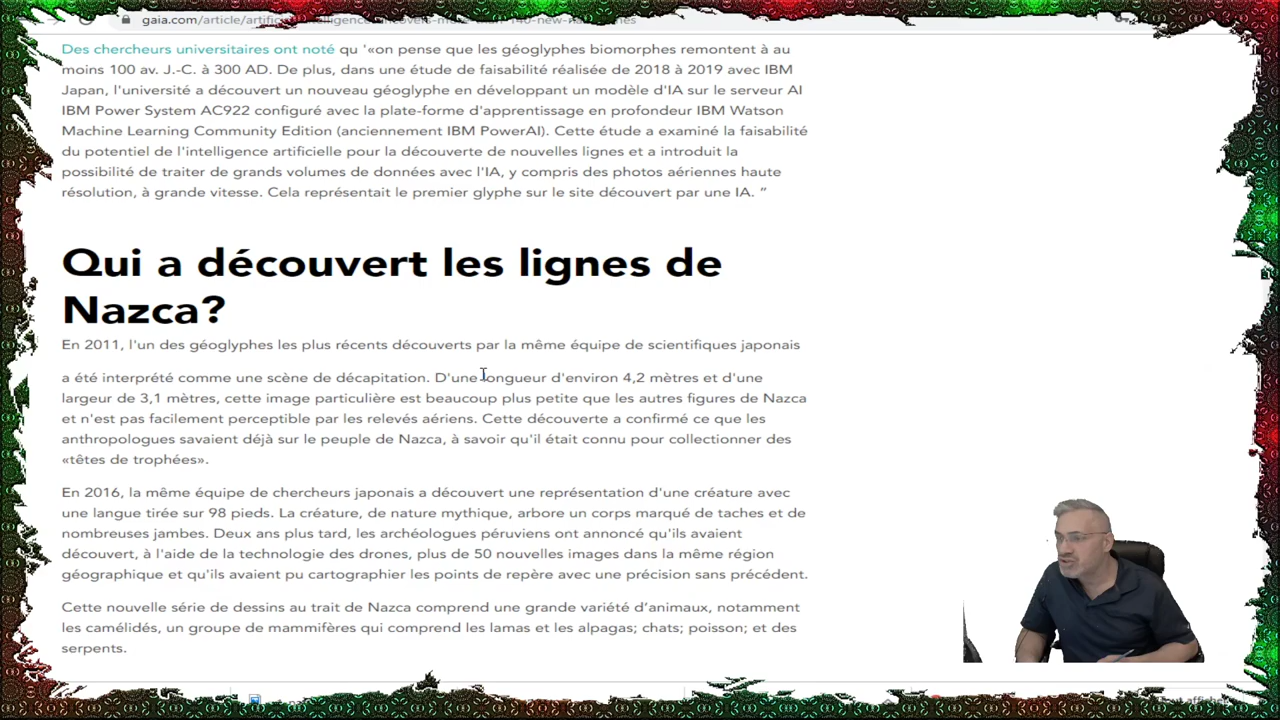 gaia.com/article/artificial-intelligence-uncovers-more-than-140-new-nazca-lines
Des chercheurs universitaires ont noté qu '«on pense que les géoglyphes biomorphes remontent à au
moins 100 av. J.-C. à 300 AD. De plus, dans une étude de faisabilité réalisée de 2018 à 2019 avec IBM
Japan, l'université a découvert un nouveau géoglyphe en développant un modèle d'IA sur le serveur AI
IBM Power System AC922 configuré avec la plate-forme d'apprentissage en profondeur IBM Watson
Machine Learning Community Edition (anciennement IBM PowerAI). Cette étude a examiné la faisabilité
du potentiel de l'intelligence artificielle pour la découverte de nouvelles lignes et a introduit la
possibilité de traiter de grands volumes de données avec l'IA, y compris des photos aériennes haute
résolution, à grande vitesse. Cela représentait le premier glyphe sur le site découvert par une IA. ”
Qui a découvert les lignes de
Nazca?
En 2011, l'un des géoglyphes les plus récents découverts par la même équipe de scientifiques japonais
a été interprété comme une scène de décapitation. D'une longueur d'environ 4,2 mètres et d'une
largeur de 3,1 mètres, cette image particulière est beaucoup plus petite que les autres figures de Nazca
et n'est pas facilement perceptible par les relevés aériens. Cette découverte a confirmé ce que les
anthropologues savaient déjà sur le peuple de Nazca, à savoir qu'il était connu pour collectionner des
«têtes de trophées».
En 2016, la même équipe de chercheurs japonais a découvert une représentation d'une créature avec
une langue tirée sur 98 pieds. La créature, de nature mythique, arbore un corps marqué de taches et de
nombreuses jambes. Deux ans plus tard, les archéologues péruviens ont annoncé qu'ils avaient
découvert, à l'aide de la technologie des drones, plus de 50 nouvelles images dans la même région
géographique et qu'ils avaient pu cartographier les points de repère avec une précision sans précédent.
Cette nouvelle série de dessins au trait de Nazca comprend une grande variété d’animaux, notamment
les camélidés, un groupe de mammifères qui comprend les lamas et les alpagas; chats; poisson; et des
serpents.